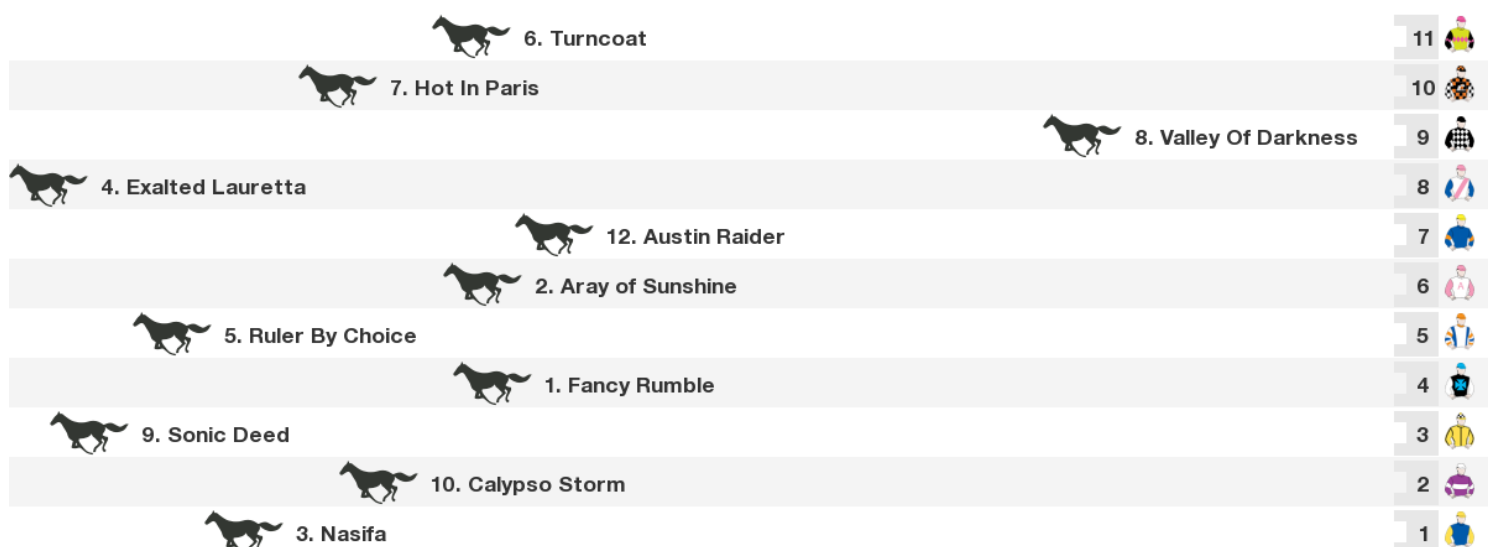 6. Turncoat 11
7. Hot In Paris 10
8. Valley Of Darkness 9
4. Exalted Lauretta 8
12. Austin Raider 7
2. Aray of Sunshine 6
A
5. Ruler By Choice 5
1. Fancy Rumble 4
9. Sonic Deed 3
10. Calypso Storm 2
3. Nasifa 1